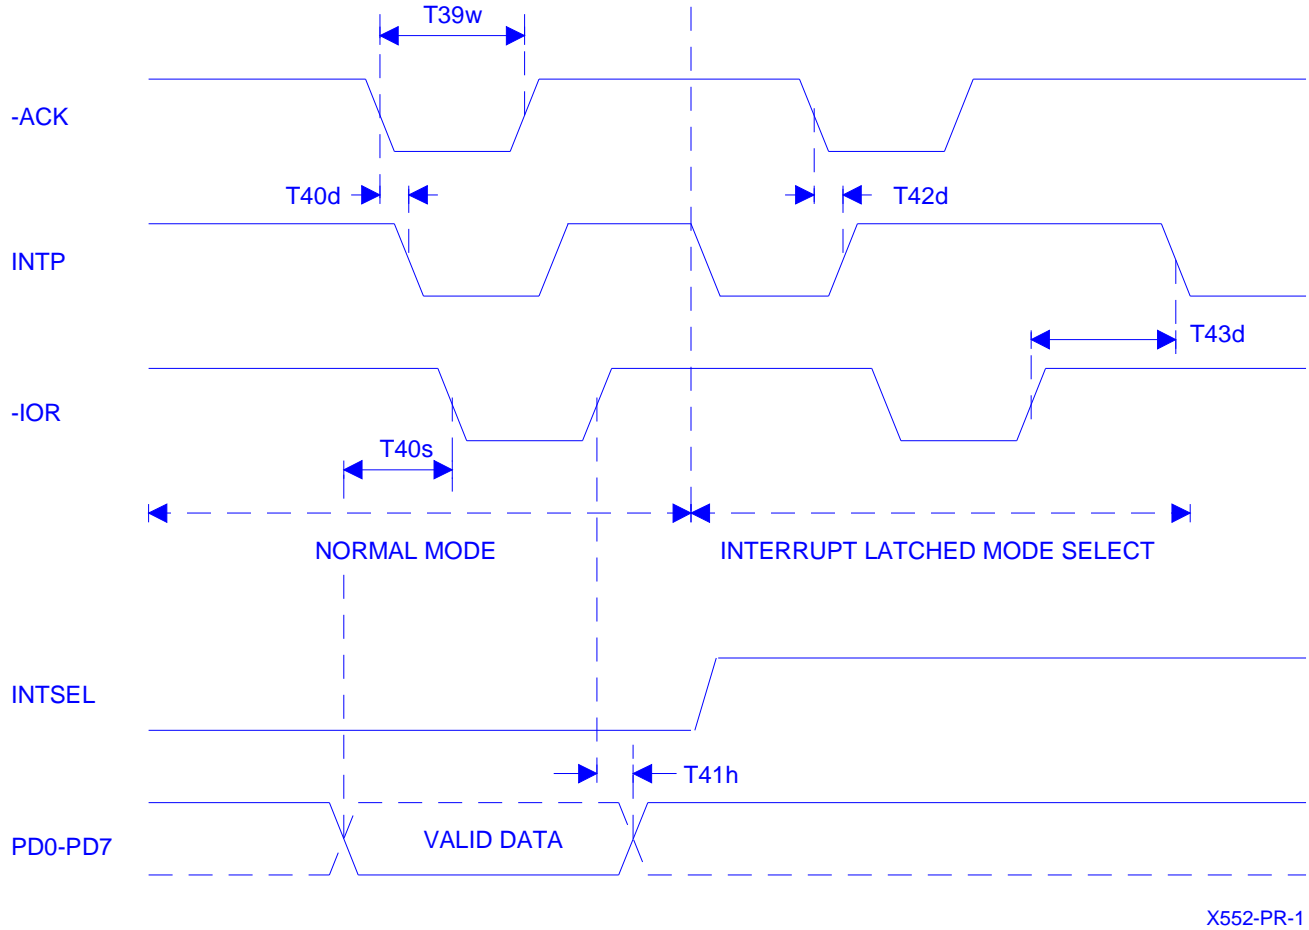 T39w
-ACK
T40d
T42d
INTP
T43d
-IOR
T40s
NORMAL MODE
INTERRUPT LATCHED MODE SELECT
INTSEL
T41h
PD0-PD7
VALID DATA
X552-PR-1